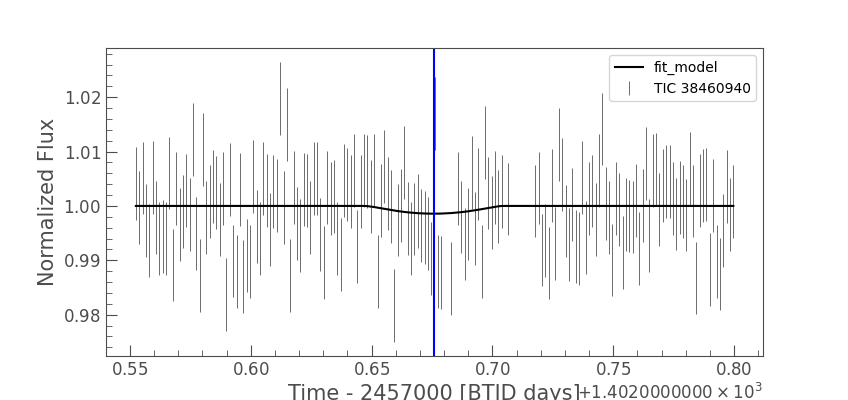 fit_model
TIC 38460940
1.02
1.01
1.00
0.99
0.98
Normalized Flux
0.55 0.60 0.65 0.70 0.75 0.80
Time - 2457000 [BTJD days]
+1.4020000000 × 10³